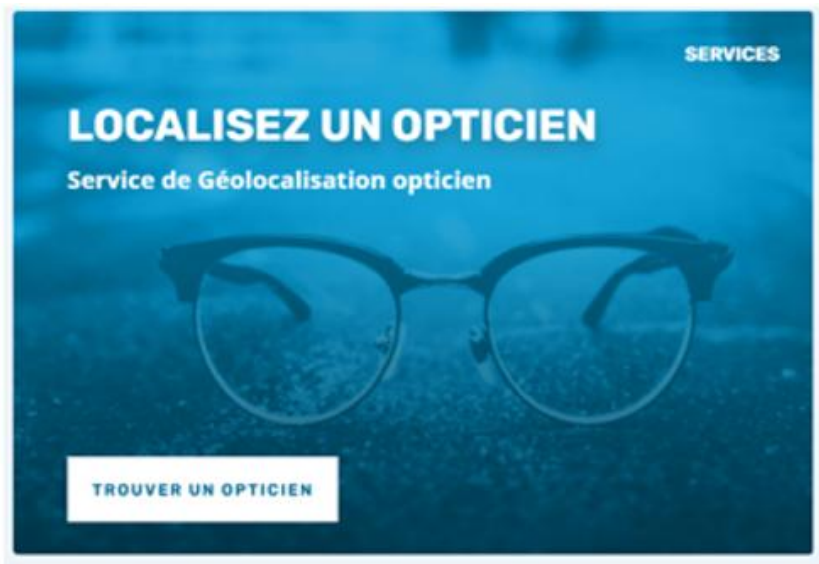 SERVICES
LOCALISEZ UN OPTICIEN
Service de Géolocalisation opticien
TROUVER UN OPTICIEN